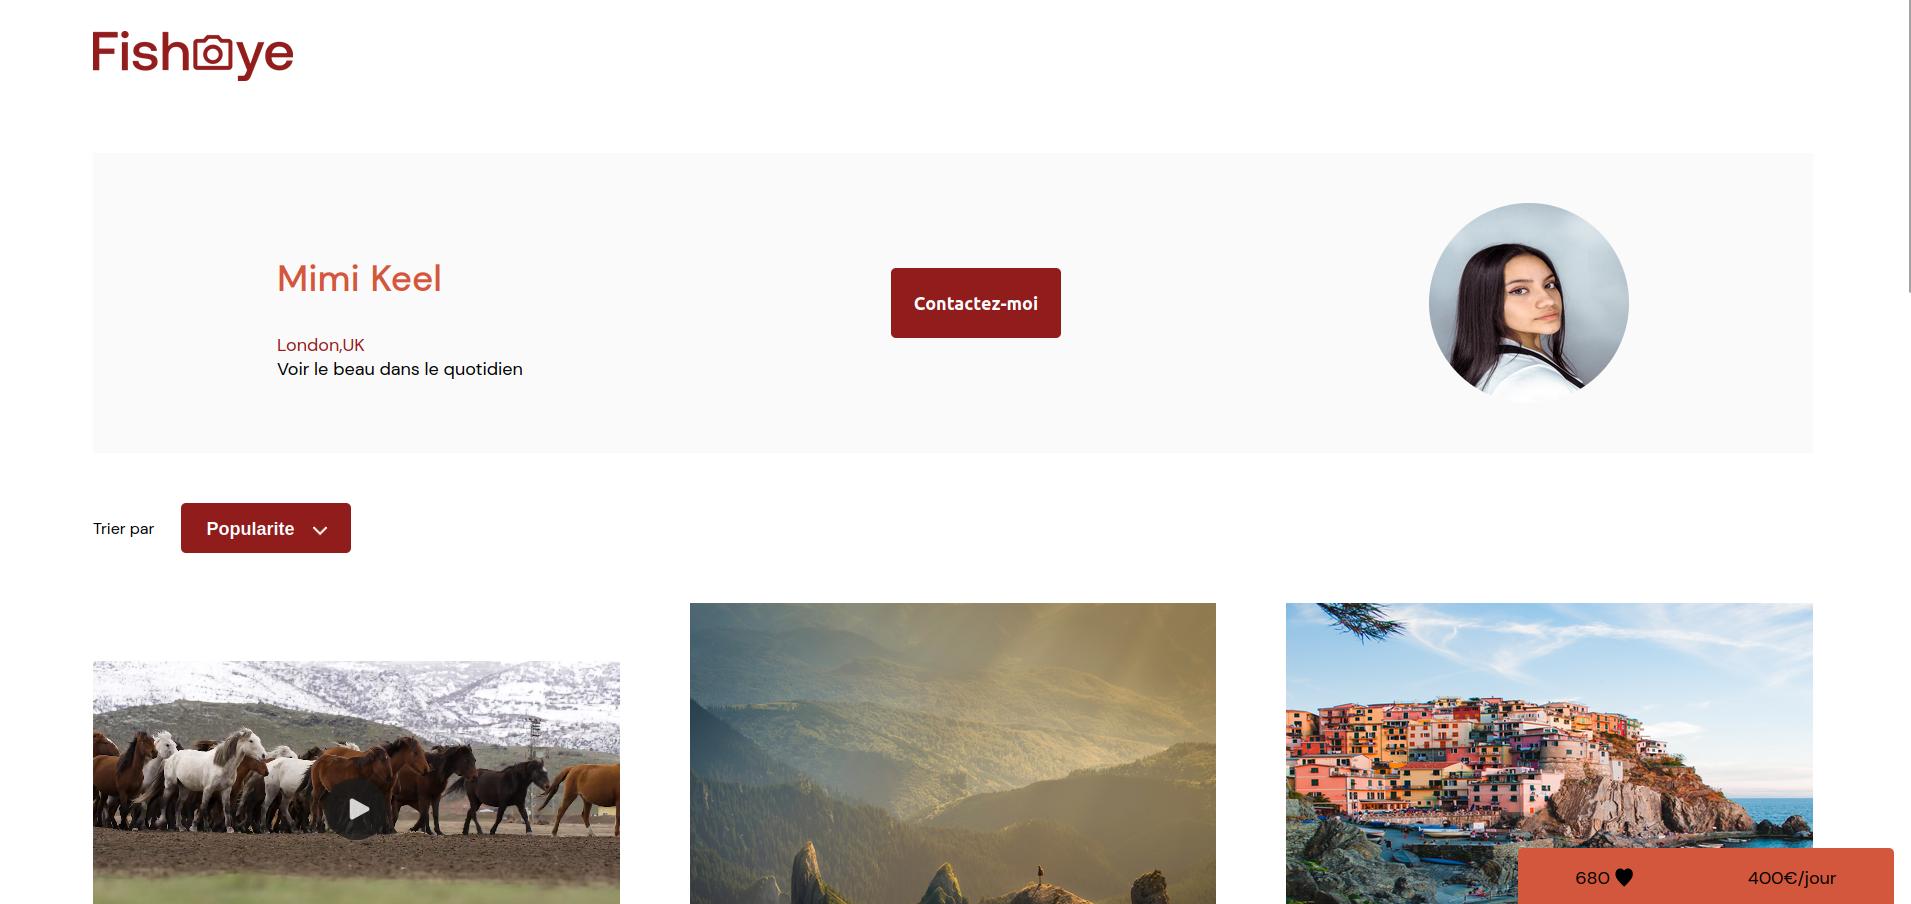 Fisheye
Mimi Keel
London,UK
Voir le beau dans le quotidien
Contactez-moi
Trier par
Popularite
680
400€/jour